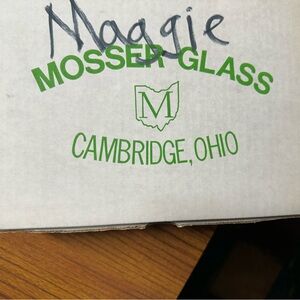 Maggie
MOSSER GLASS
M
CAMBRIDGE, OHIO